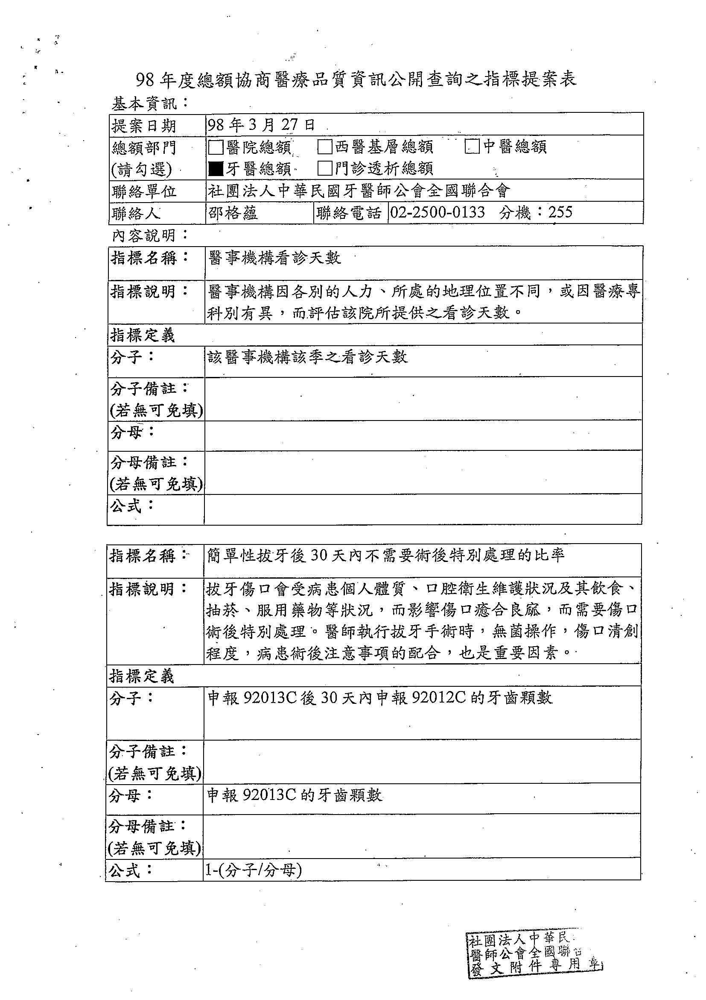 98 年度總額協商醫療品質資訊公開查詢之指標提案表
基本資訊：
提案日期 98 年 3 月 27 日
總額部門 □醫院總額 □西醫基層總額 □中醫總額
(請勾選) ■牙醫總額 □門診透析總額
聯絡單位 社團法人中華民國牙醫師公會全國聯合會
聯絡人 邵格蘊 聯絡電話 02-2500-0133 分機：255
內容說明：
指標名稱： 醫事機構看診天數
指標說明： 醫事機構因各別的人力、所處的地理位置不同，或因醫療專
科別有異，而評估該院所提供之看診天數。
指標定義
分子： 該醫事機構該季之看診天數
分子備註：
(若無可免填)
分母：
分母備註：
(若無可免填)
公式：
指標名稱： 簡單性拔牙後 30 天內不需要術後特別處理的比率
指標說明： 拔牙傷口會受病患個人體質、口腔衛生維護狀況及其飲食、
抽菸、服用藥物等狀況，而影響傷口癒合良窳，而需要傷口
術後特別處理。醫師執行拔牙手術時，無菌操作，傷口清創
程度，病患術後注意事項的配合，也是重要因素。
指標定義
分子： 申報 92013C 後 30 天內申報 92012C 的牙齒顆數
分子備註：
(若無可免填)
分母： 申報 92013C 的牙齒顆數
分母備註：
(若無可免填)
公式： 1-(分子/分母)
社團法人中華民
醫師公會全國聯合
發文附件專用章